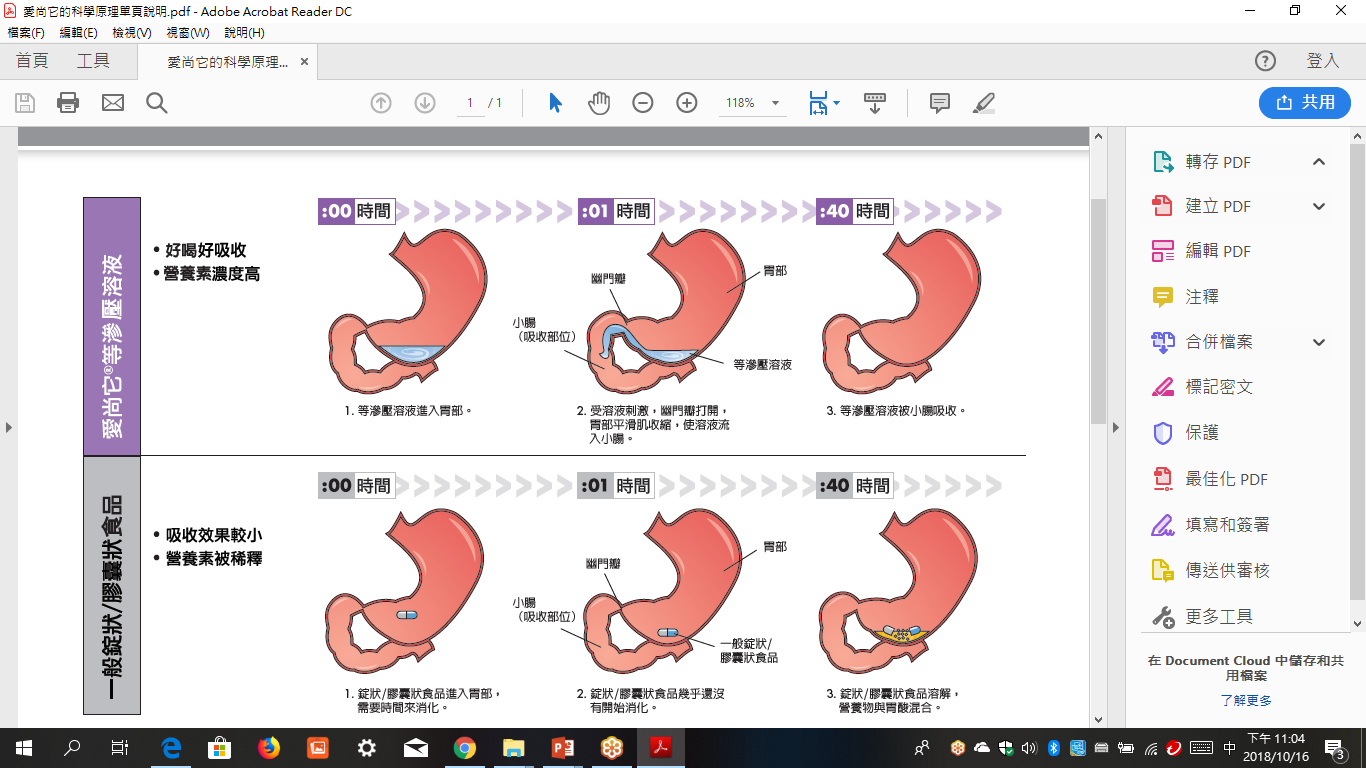 愛尚它的科學原理單頁說明.pdf - Adobe Acrobat Reader DC
檔案(F) 編輯(E) 檢視(V) 視窗(W) 說明(H)
首頁 工具 愛尚它的科學原理... × 登入
1 / 1 118% 共用
愛尚它®等滲壓溶液
• 好喝好吸收
• 營養素濃度高
:00 時間 :01 時間 :40 時間
幽門瓣
胃部
小腸
（吸收部位）
等滲壓溶液
1. 等滲壓溶液進入胃部。
2. 受溶液刺激，幽門瓣打開，
胃部平滑肌收縮，使溶液流
入小腸。
3. 等滲壓溶液被小腸吸收。
一般錠狀/膠囊狀食品
• 吸收效果較小
• 營養素被稀釋
:00 時間 :01 時間 :40 時間
幽門瓣
胃部
小腸
（吸收部位）
一般錠狀/
膠囊狀食品
1. 錠狀/膠囊狀食品進入胃部，
需要時間來消化。
2. 錠狀/膠囊狀食品幾乎還沒
有開始消化。
3. 錠狀/膠囊狀食品溶解，
營養物與胃酸混合。
轉存 PDF
建立 PDF
編輯 PDF
注釋
合併檔案
標記密文
保護
最佳化 PDF
填寫和簽署
傳送供審核
更多工具
在 Document Cloud 中儲存和共
用檔案
了解更多
中
下午 11:04
2018/10/16
3